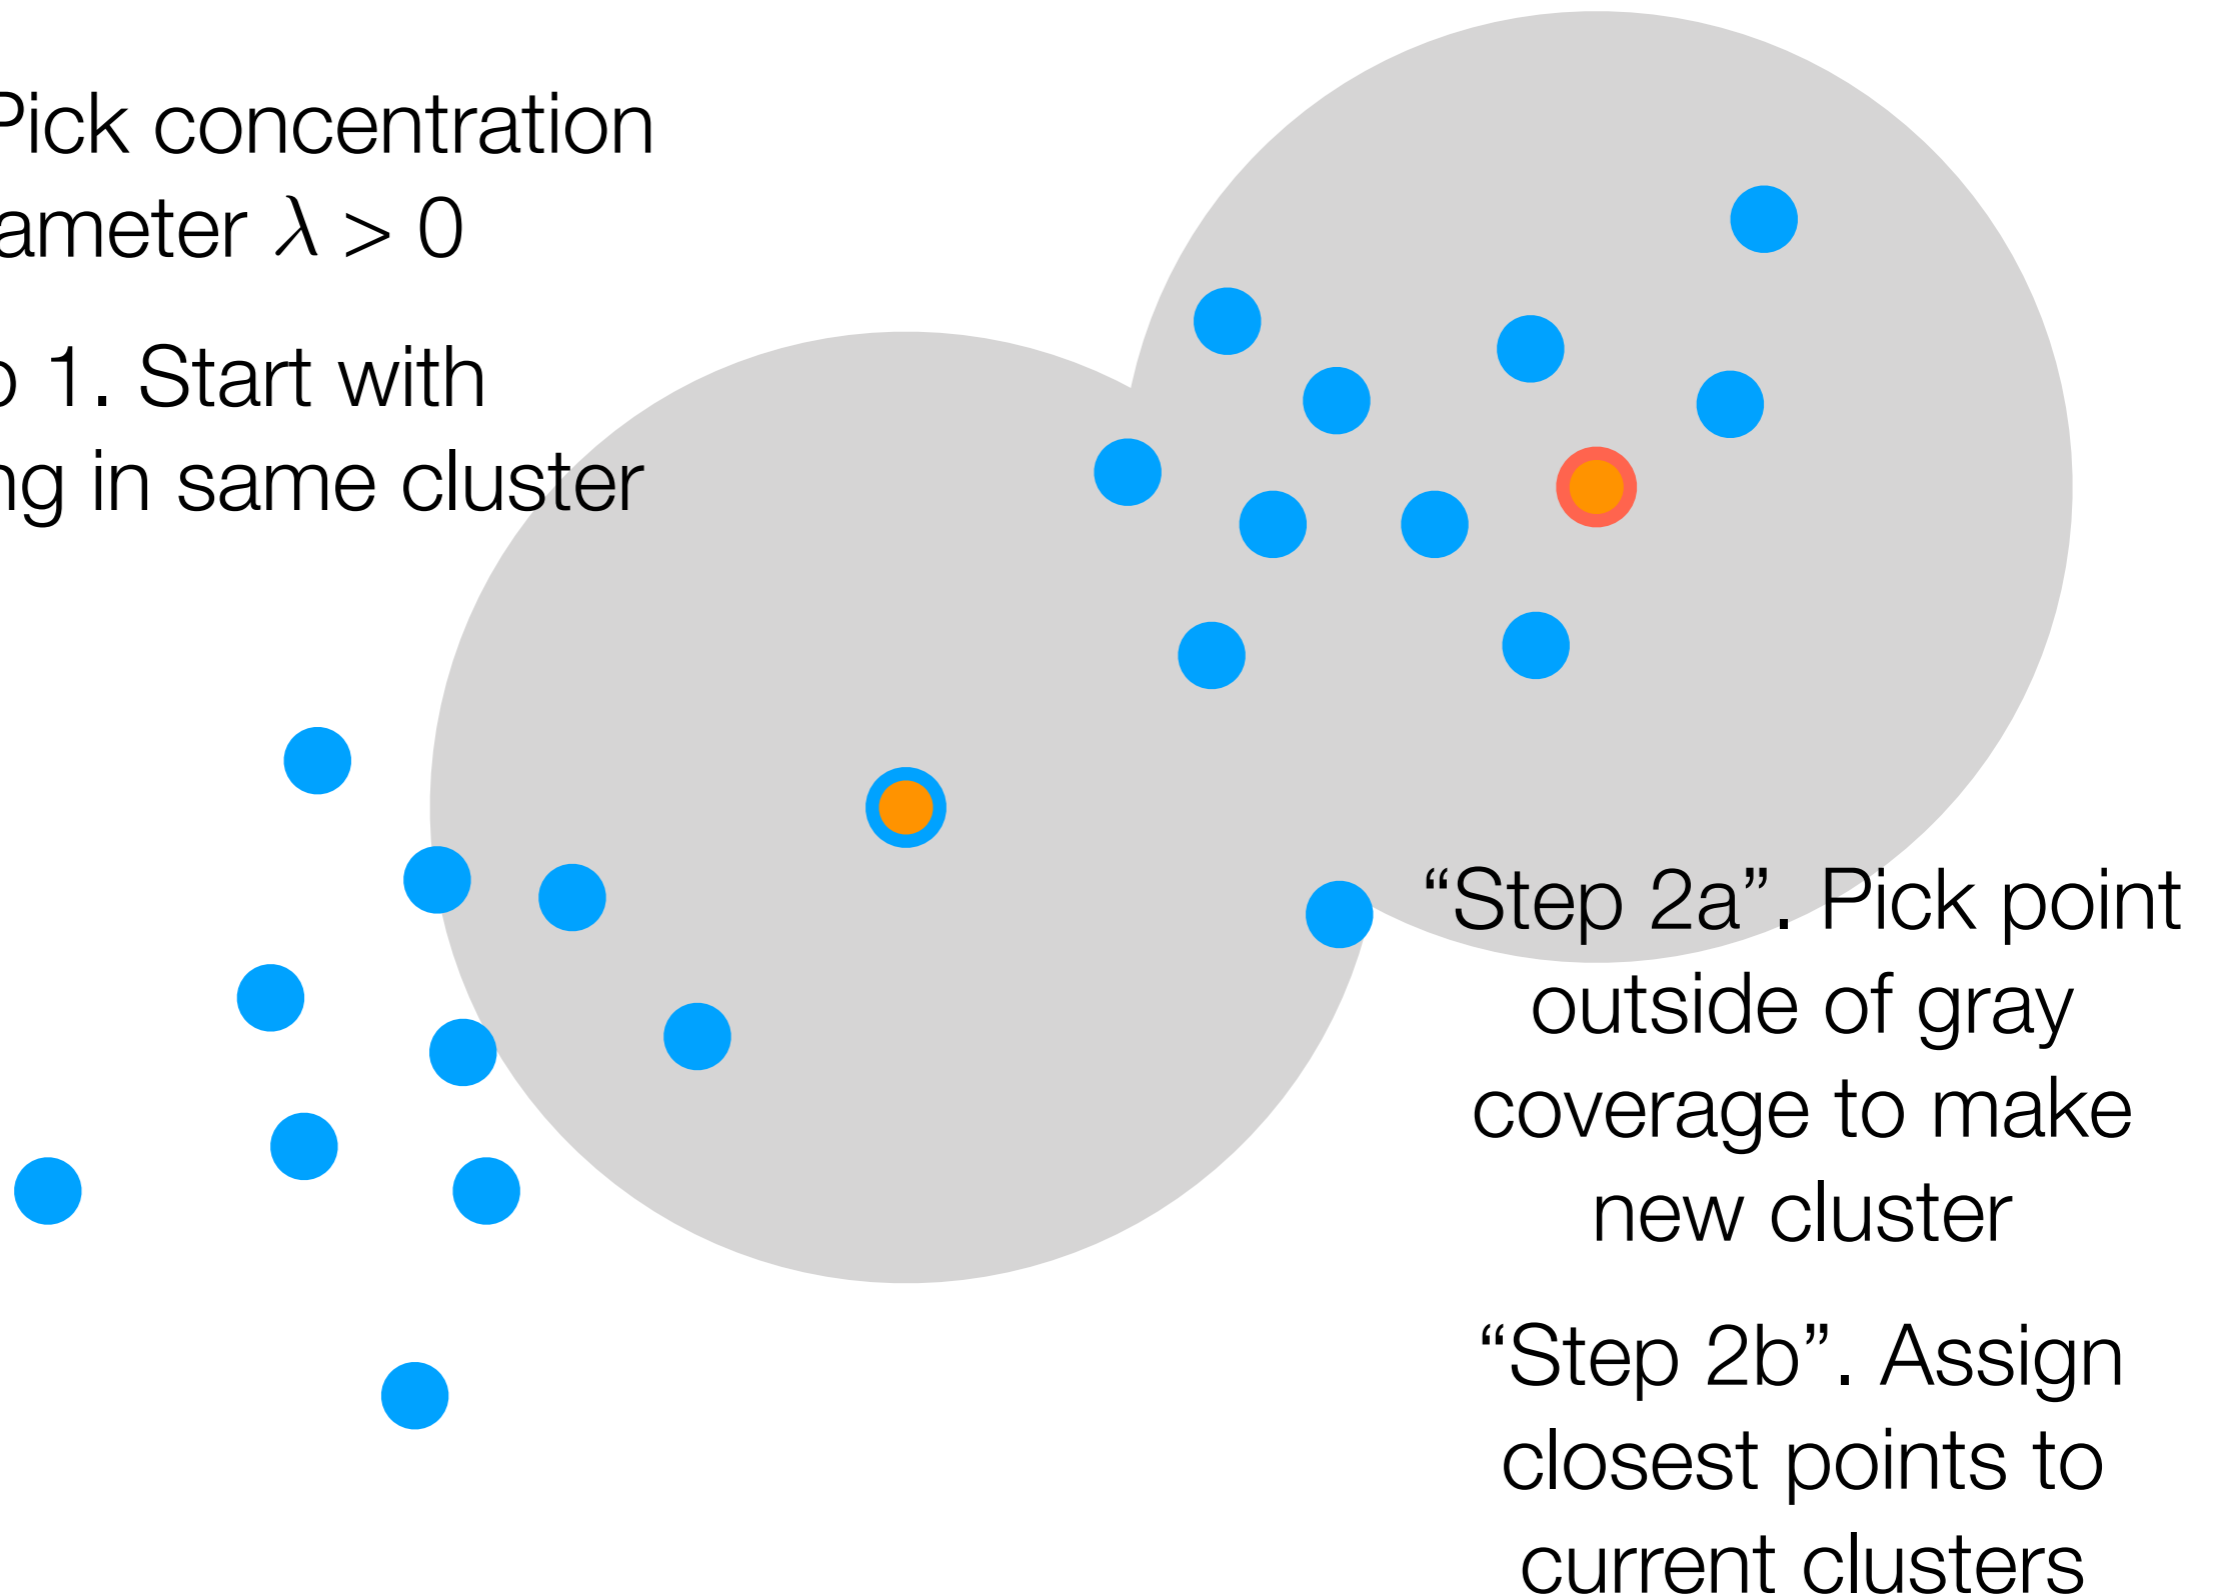 Pick concentration
ameter λ > 0
p 1. Start with
ng in same cluster
“Step 2a”. Pick point
outside of gray
coverage to make
new cluster
“Step 2b”. Assign
closest points to
current clusters